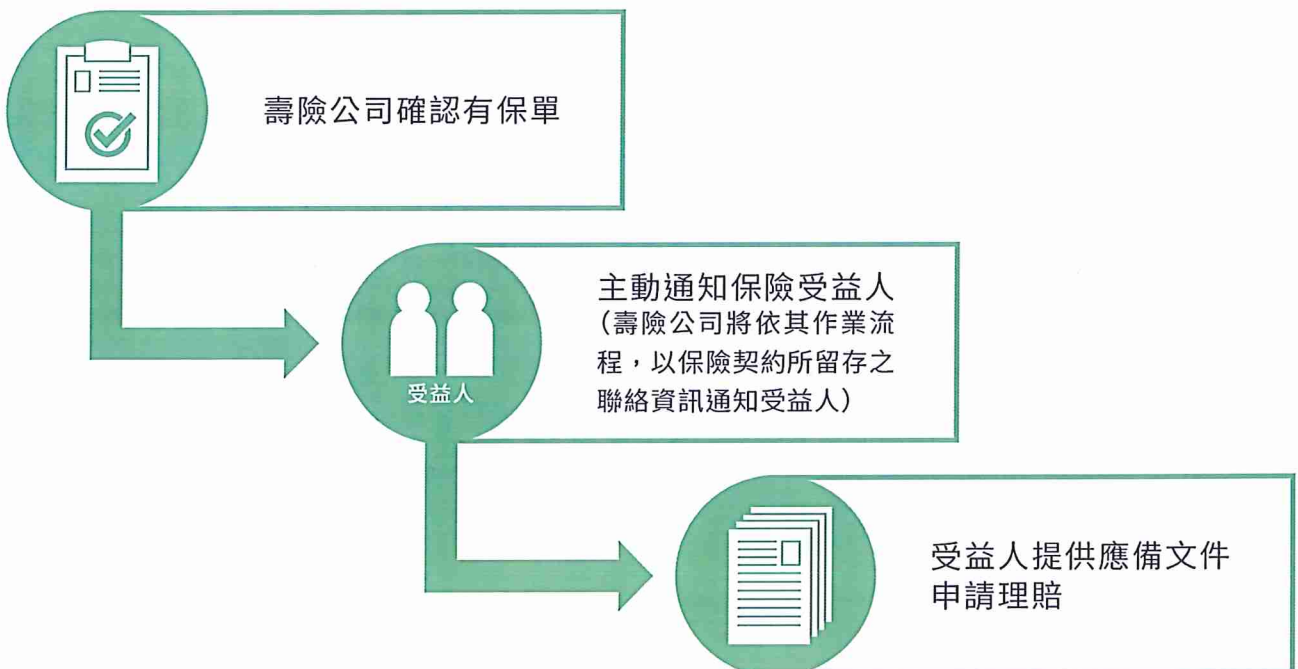 壽險公司確認有保單
主動通知保險受益人
(壽險公司將依其作業流
程，以保險契約所留存之
聯絡資訊通知受益人)
受益人
受益人提供應備文件
申請理賠